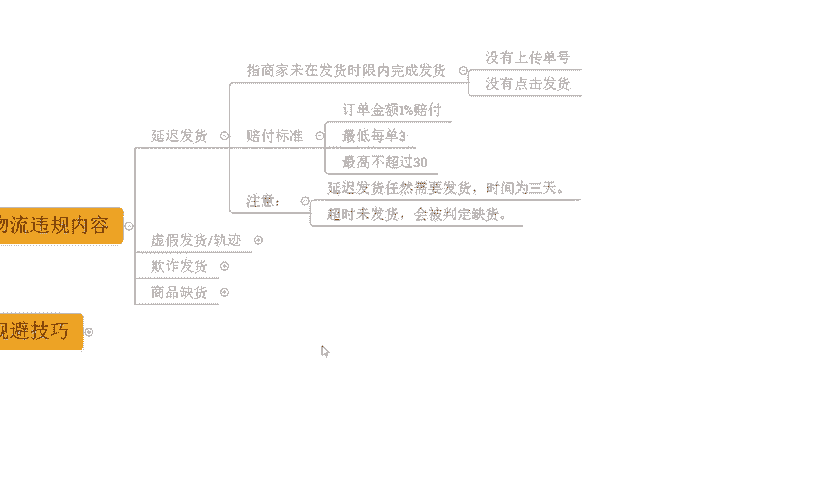 指商家未在发货时限内完成发货
没有上传单号
没有点击发货
延迟发货
赔付标准
订单金额1%赔付
最低每单3
最高不超过30
注意：
延迟发货任然需要发货，时间为三天。
超时未发货，会被判定缺货。
物流违规内容
虚假发货/轨迹
欺诈发货
商品缺货
规避技巧